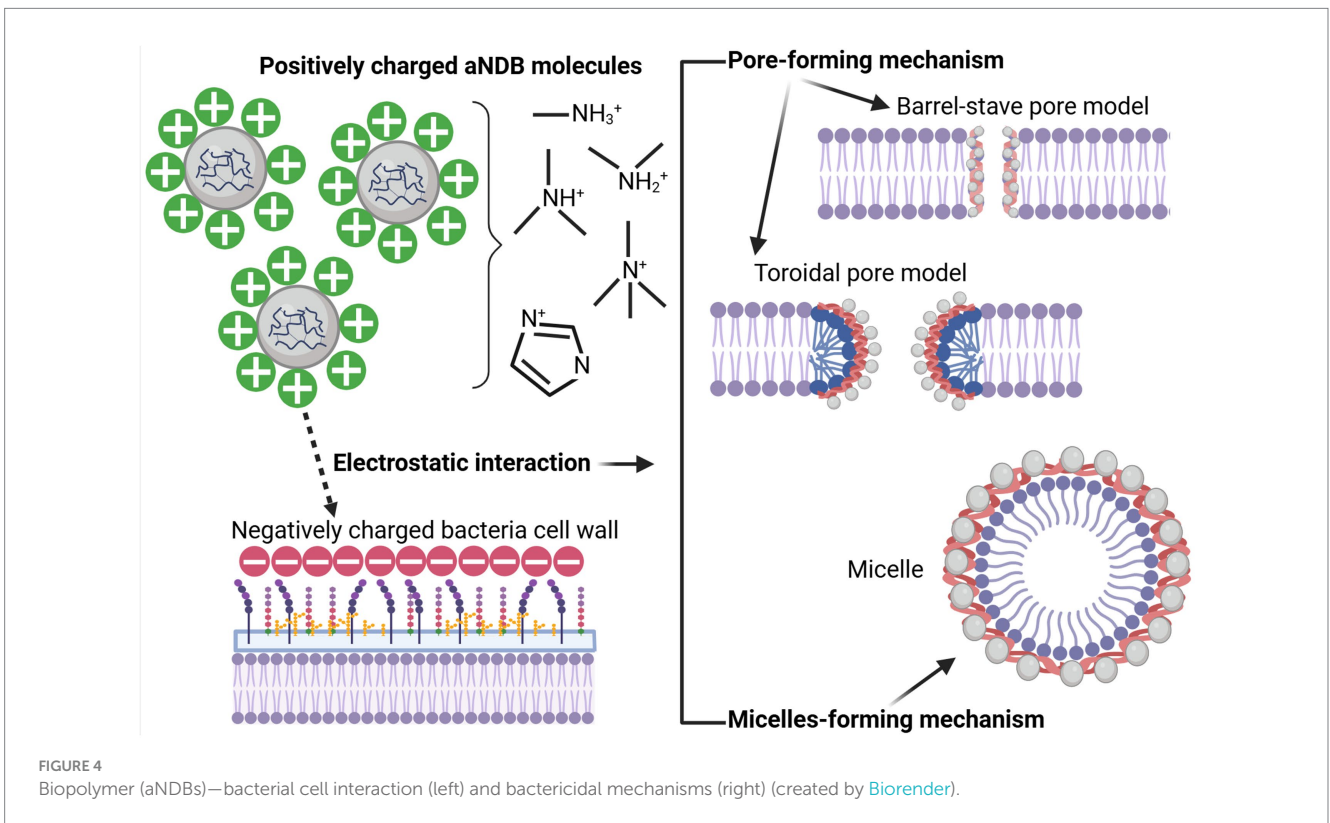 Positively charged aNDB molecules
—NH₃⁺
NH⁺
NH₂⁺
N⁺
N⁺
N
Electrostatic interaction
Negatively charged bacteria cell wall
Pore-forming mechanism
Barrel-stave pore model
Toroidal pore model
Micelle
Micelles-forming mechanism
FIGURE 4
Biopolymer (aNDBs)—bacterial cell interaction (left) and bactericidal mechanisms (right) (created by Biorender).